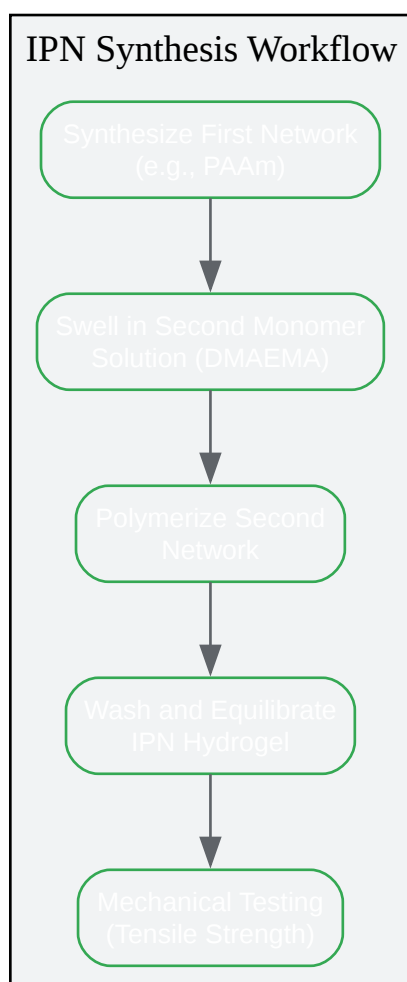 IPN Synthesis Workflow
Synthesize First Network
(e.g., PAAm)
Swell in Second Monomer
Solution (DMAEMA)
Polymerize Second
Network
Wash and Equilibrate
IPN Hydrogel
Mechanical Testing
(Tensile Strength)